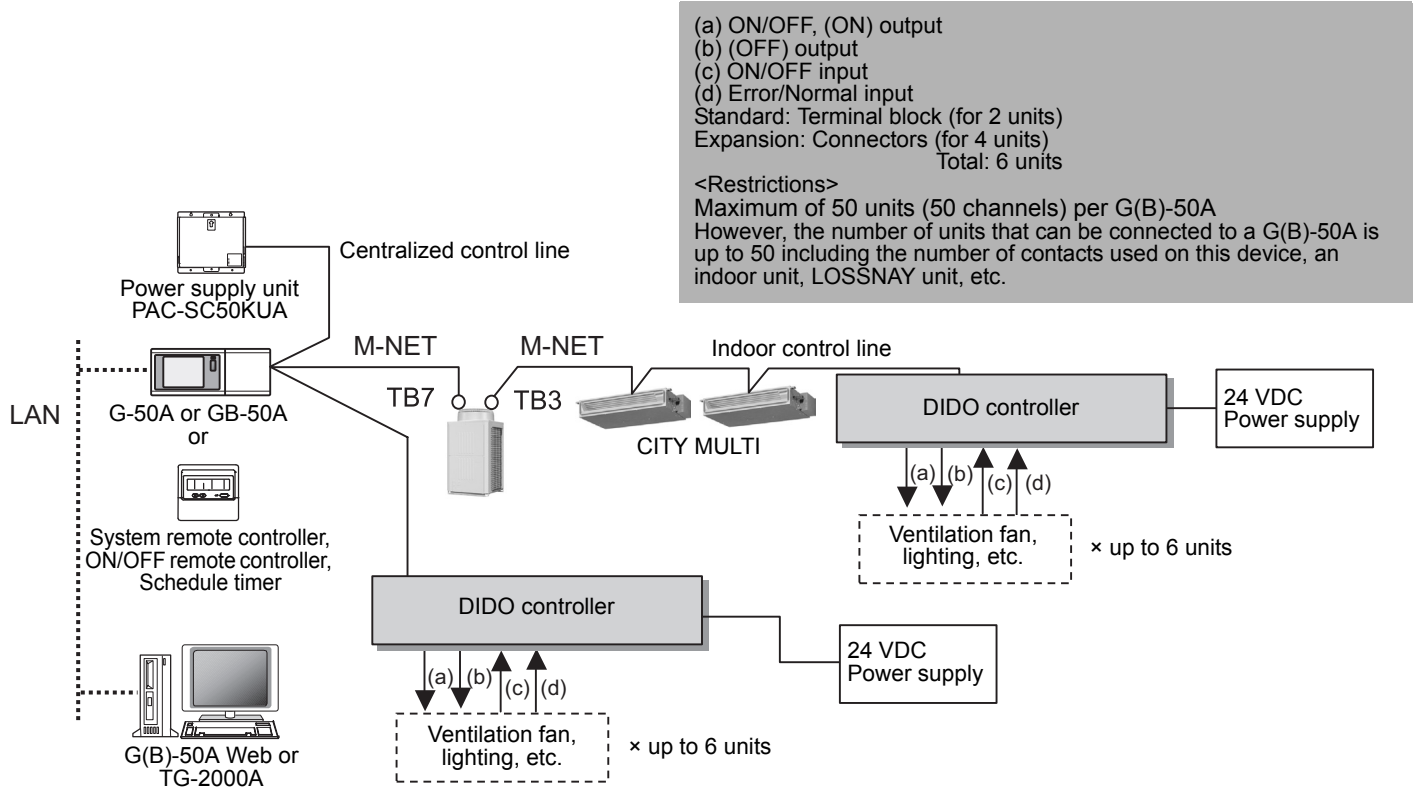 (a) ON/OFF, (ON) output
(b) (OFF) output
(c) ON/OFF input
(d) Error/Normal input
Standard: Terminal block (for 2 units)
Expansion: Connectors (for 4 units)
Total: 6 units
<Restrictions>
Maximum of 50 units (50 channels) per G(B)-50A
However, the number of units that can be connected to a G(B)-50A is
up to 50 including the number of contacts used on this device, an
indoor unit, LOSSNAY unit, etc.
Centralized control line
Power supply unit
PAC-SC50KUA
M-NET
M-NET
Indoor control line
LAN
TB7
TB3
G-50A or GB-50A
or
CITY MULTI
DIDO controller
24 VDC
Power supply
(a)
(b)
(c)
(d)
Ventilation fan,
lighting, etc.
× up to 6 units
System remote controller,
ON/OFF remote controller,
Schedule timer
DIDO controller
24 VDC
Power supply
(a)
(b)
(c)
(d)
Ventilation fan,
lighting, etc.
× up to 6 units
G(B)-50A Web or
TG-2000A